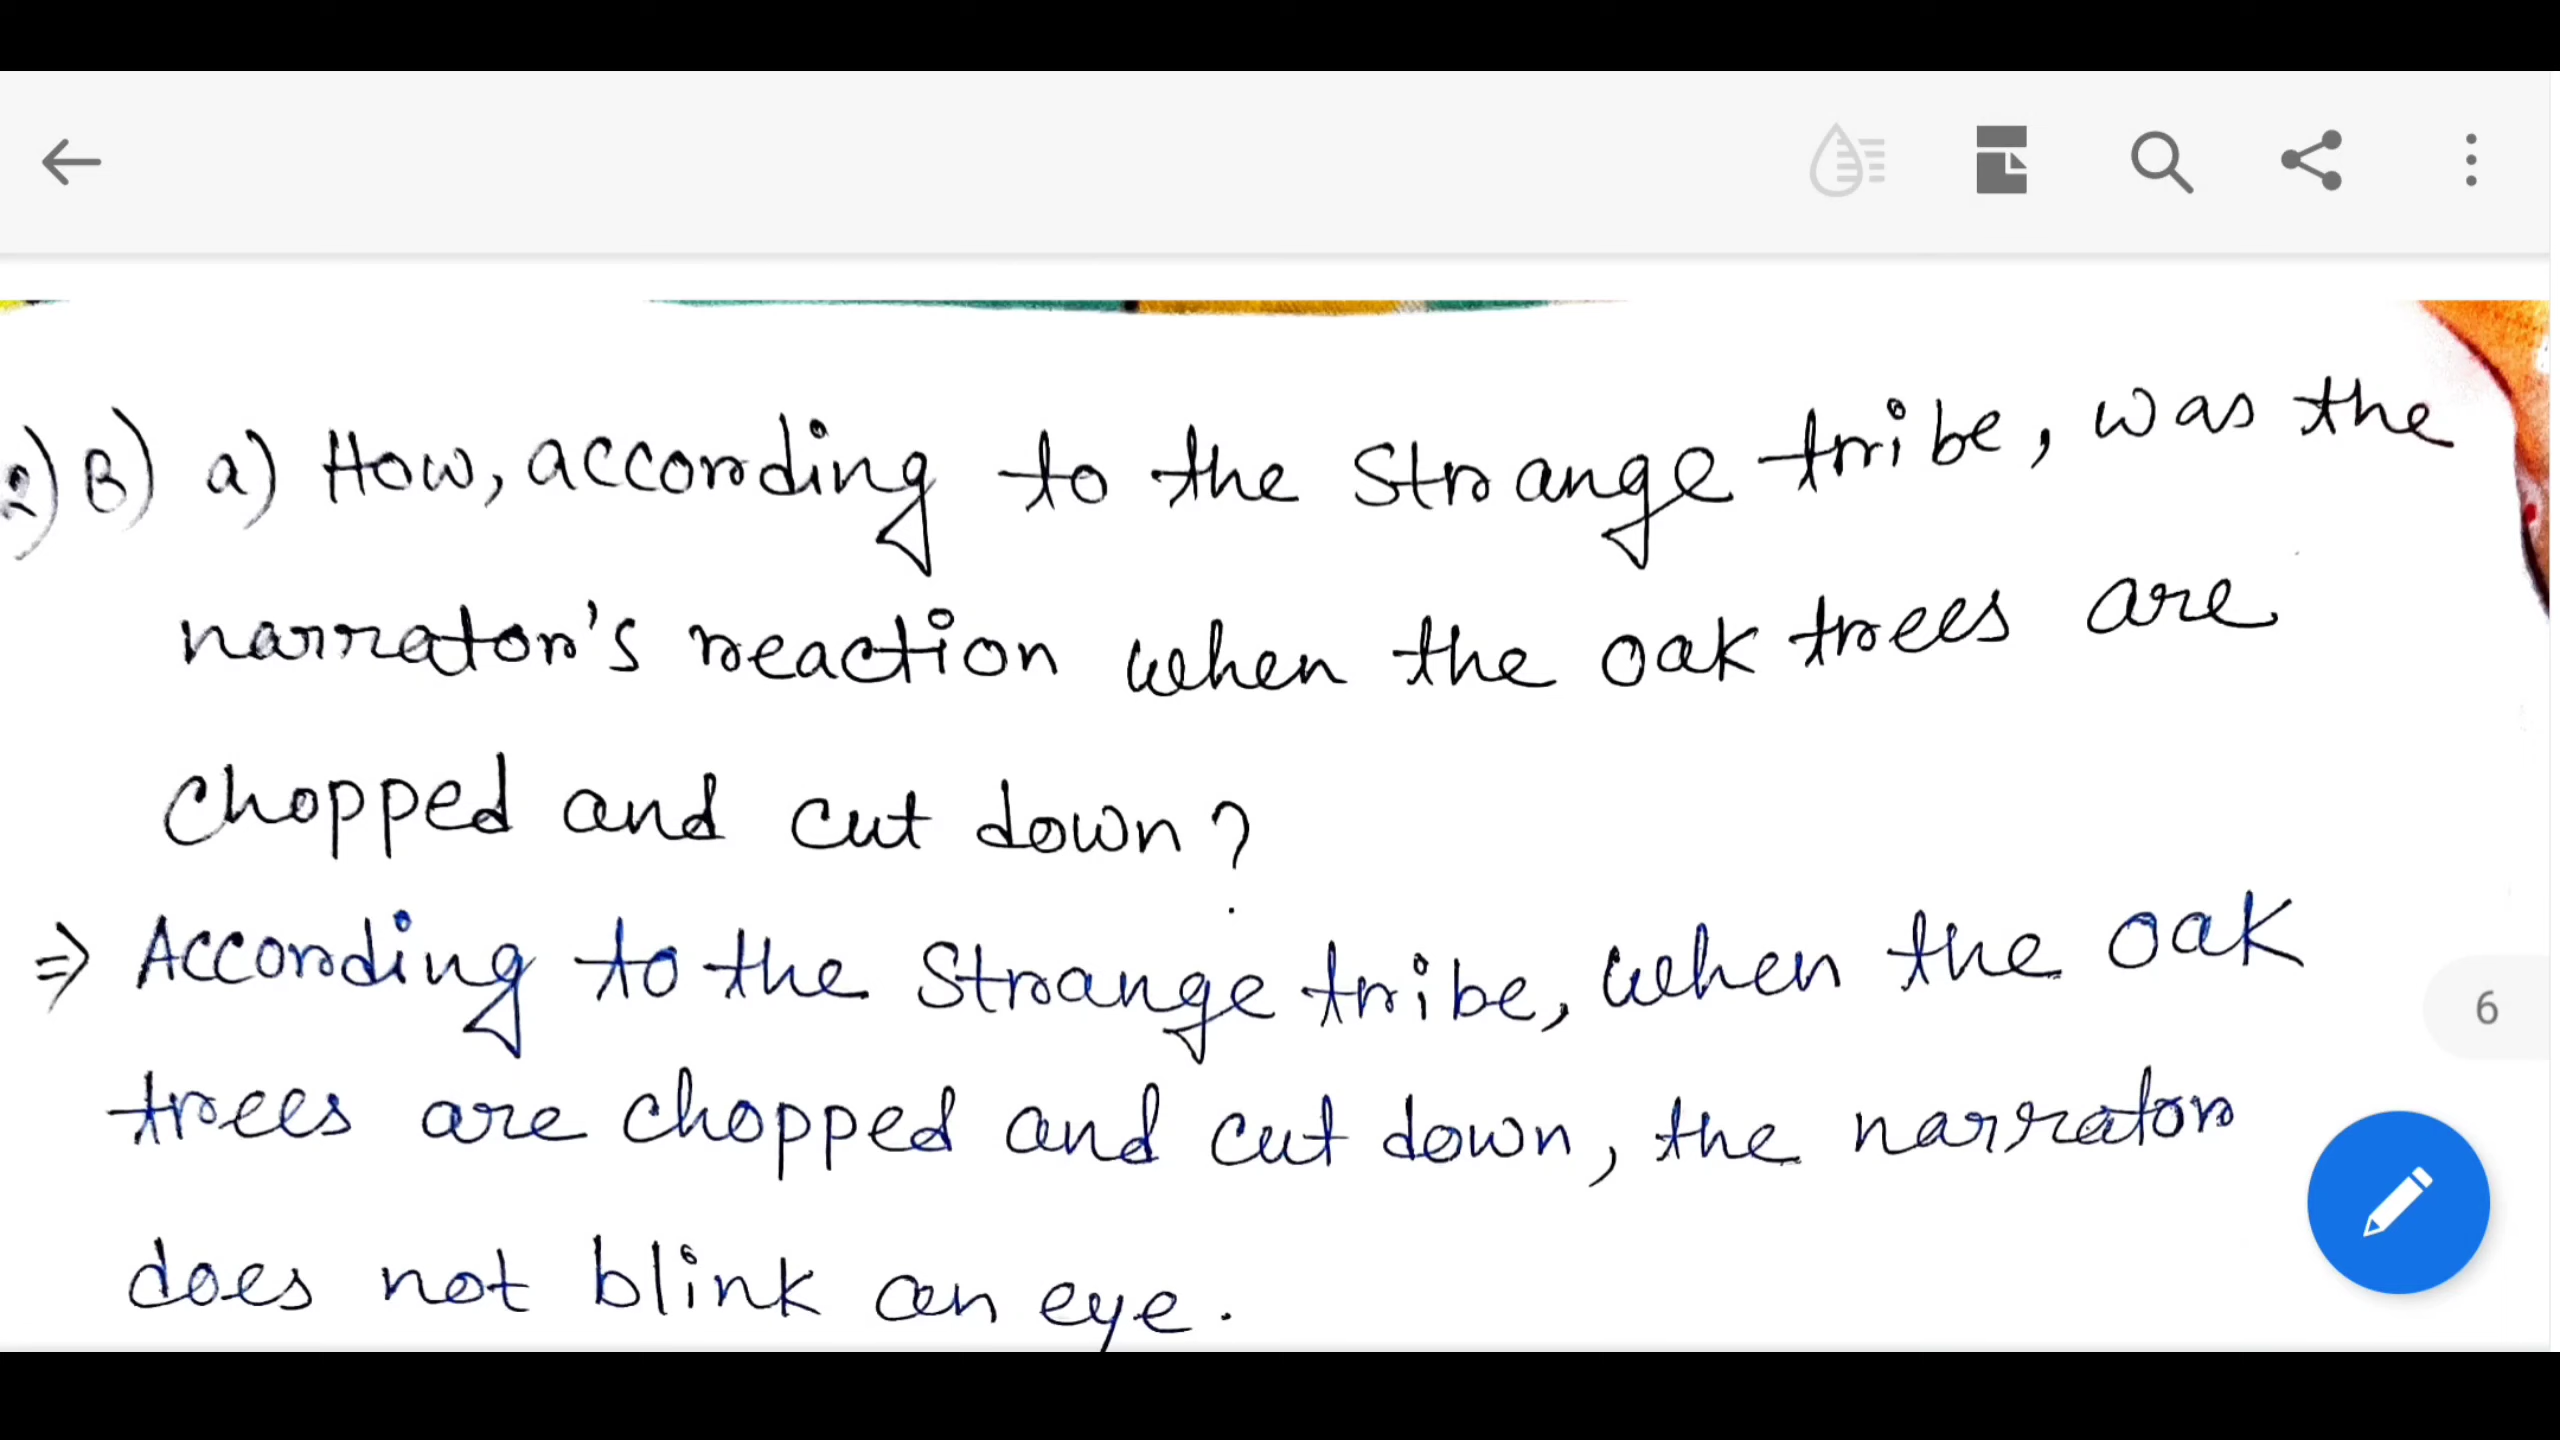 2) B) a) How, according to the strange tribe, was the
narrator's reaction when the oak trees are
chopped and cut down?
⇒ According to the strange tribe, when the oak
trees are chopped and cut down, the narrator
does not blink an eye.
6